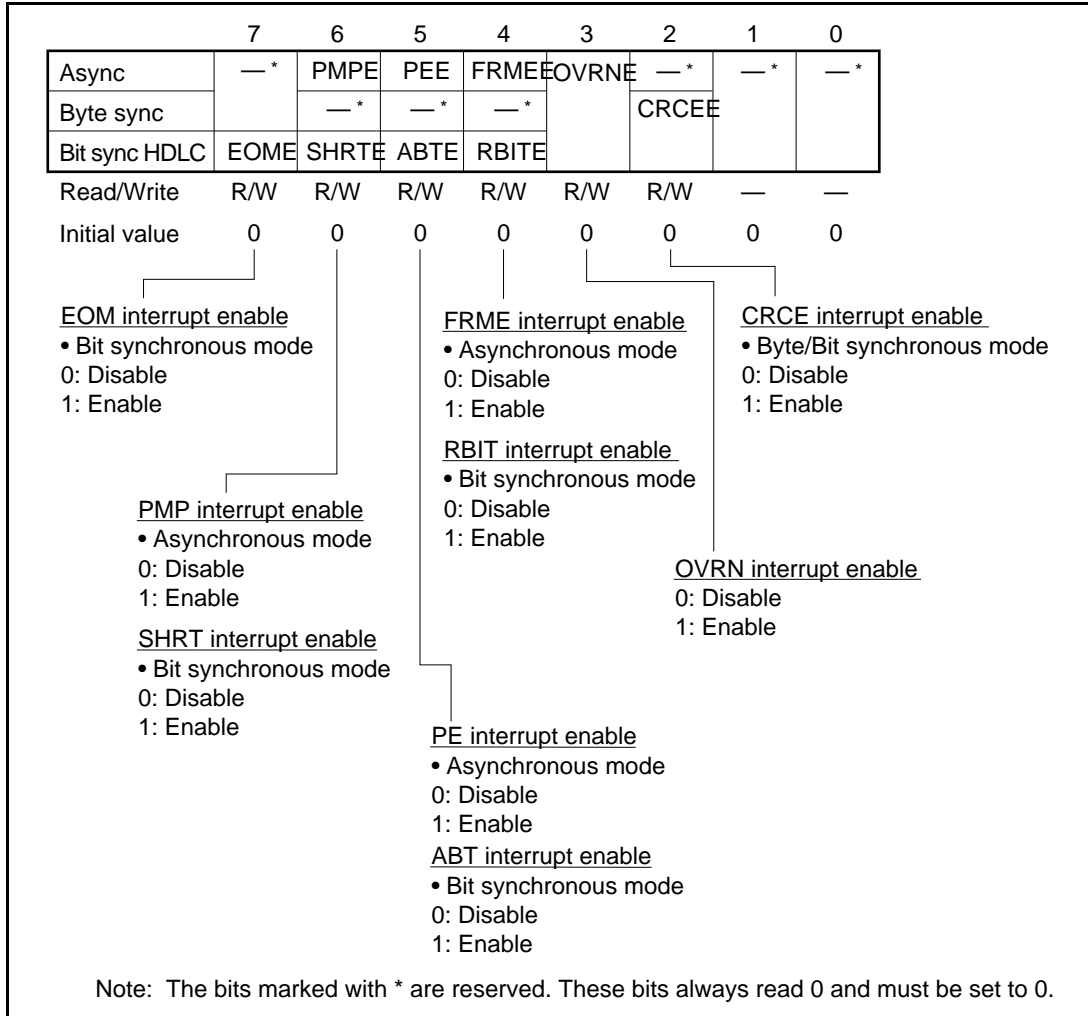 7 6 5 4 3 2 1 0
Async — * PMPE PEE FRMEE OVRNE — * — * — *
Byte sync — * — * — * CRCEE
Bit sync HDLC EOME SHRTE ABTE RBITE
Read/Write R/W R/W R/W R/W R/W R/W — —
Initial value 0 0 0 0 0 0 0 0
EOM interrupt enable
• Bit synchronous mode
0: Disable
1: Enable
FRME interrupt enable
• Asynchronous mode
0: Disable
1: Enable
CRCE interrupt enable
• Byte/Bit synchronous mode
0: Disable
1: Enable
RBIT interrupt enable
• Bit synchronous mode
0: Disable
1: Enable
PMP interrupt enable
• Asynchronous mode
0: Disable
1: Enable
OVRN interrupt enable
0: Disable
1: Enable
SHRT interrupt enable
• Bit synchronous mode
0: Disable
1: Enable
PE interrupt enable
• Asynchronous mode
0: Disable
1: Enable
ABT interrupt enable
• Bit synchronous mode
0: Disable
1: Enable
Note: The bits marked with * are reserved. These bits always read 0 and must be set to 0.